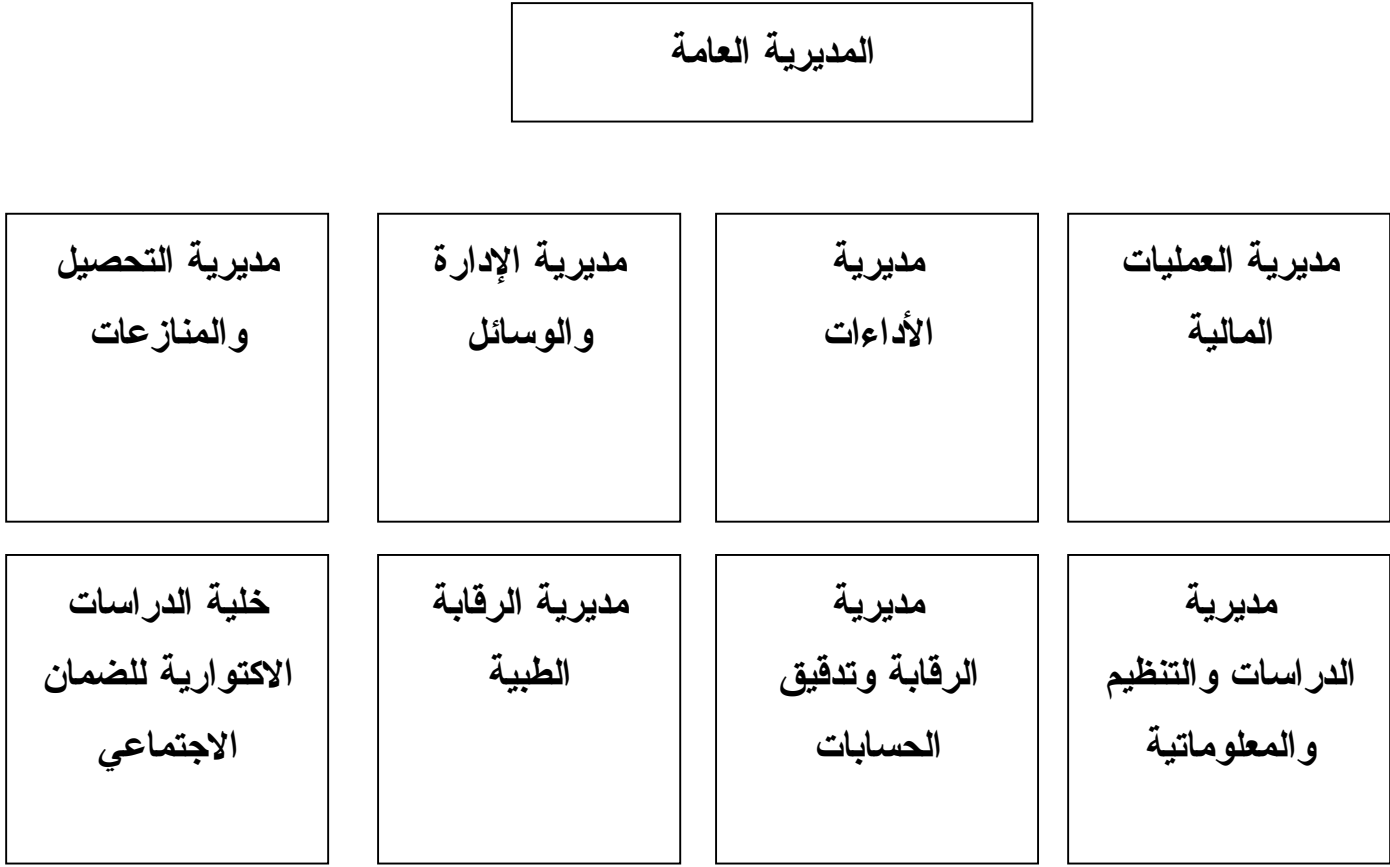 المديرية العامة
مديرية العمليات
المالية
مديرية
الأداءات
مديرية الإدارة
والوسائل
مديرية التحصيل
والمنازعات
مديرية
الدراسات والتنظيم
والمعلوماتية
مديرية
الرقابة وتدقيق
الحسابات
مديرية الرقابة
الطبية
خلية الدراسات
الاكتوارية للضمان
الاجتماعي